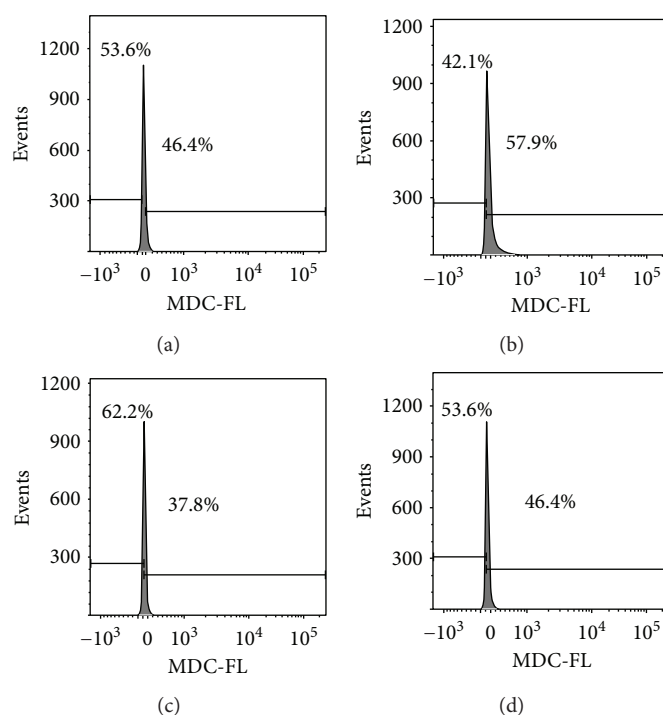 1200
900
600
300
Events
53.6%
46.4%
−10³ 0 10³ 10⁴ 10⁵
MDC-FL
(a)
1200
900
600
300
Events
42.1%
57.9%
−10³ 0 10³ 10⁴ 10⁵
MDC-FL
(b)
1200
900
600
300
Events
62.2%
37.8%
−10³ 0 10³ 10⁴ 10⁵
MDC-FL
(c)
1200
900
600
300
Events
53.6%
46.4%
−10³ 0 10³ 10⁴ 10⁵
MDC-FL
(d)